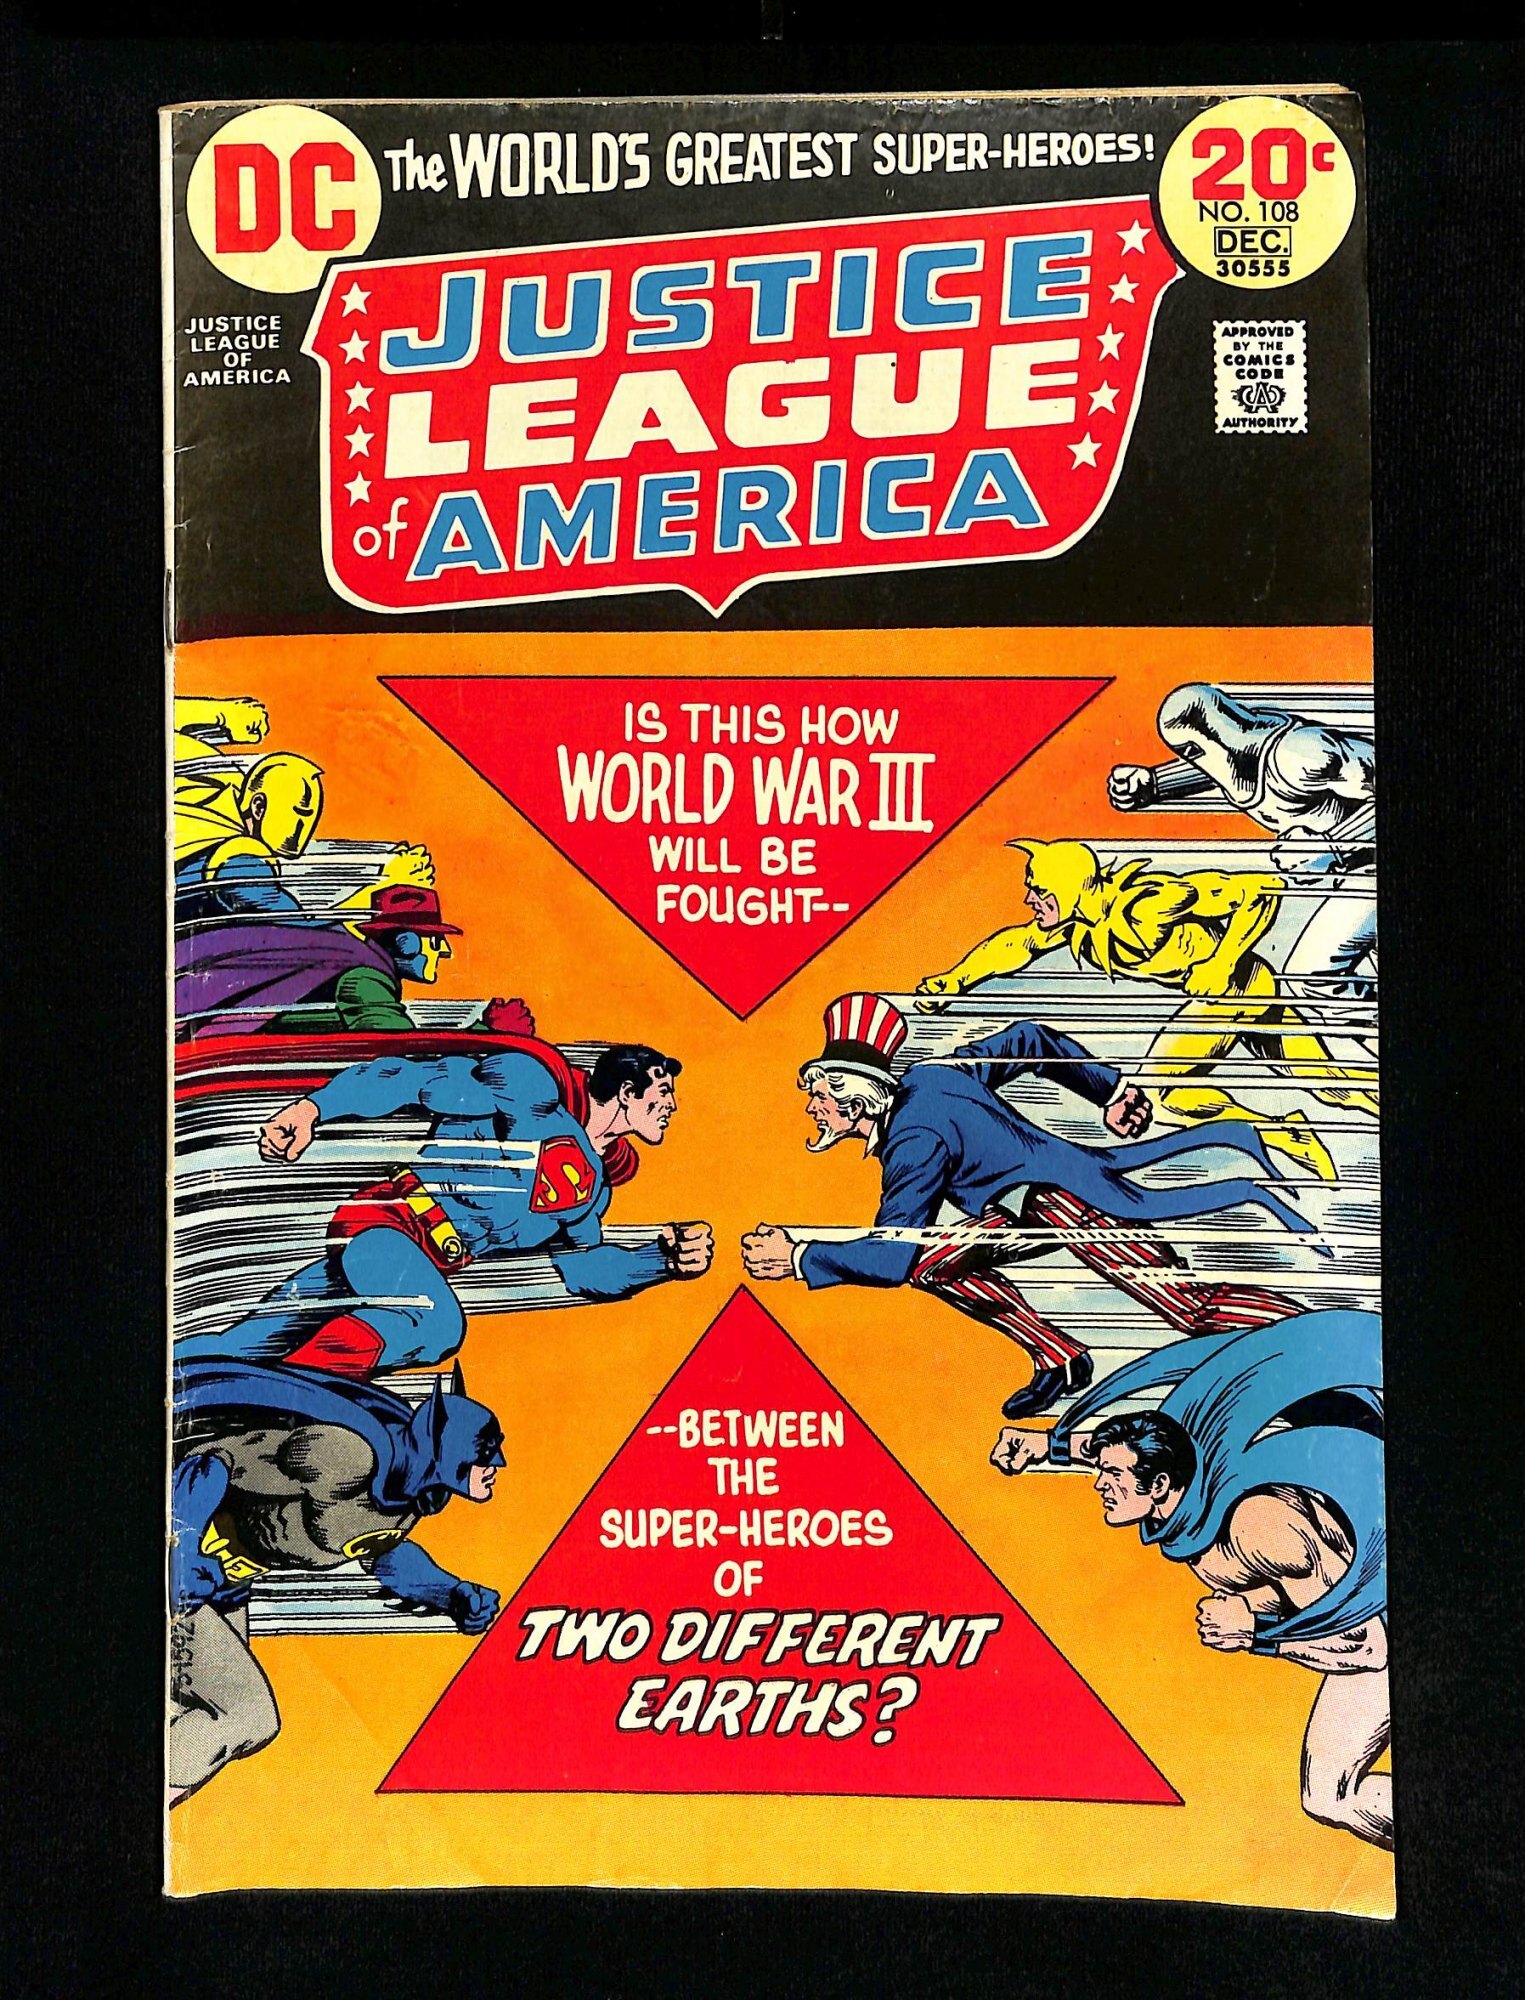 DC
The WORLD'S GREATEST SUPER-HEROES!
20c
NO. 108
DEC.
30555
JUSTICE
LEAGUE
OF
AMERICA
JUSTICE
LEAGUE
of AMERICA
APPROVED
BY THE
COMICS
CODE
CA
AUTHORITY
IS THIS HOW
WORLD WAR III
WILL BE
FOUGHT--
S
--BETWEEN
THE
SUPER-HEROES
OF
TWO DIFFERENT
EARTHS?